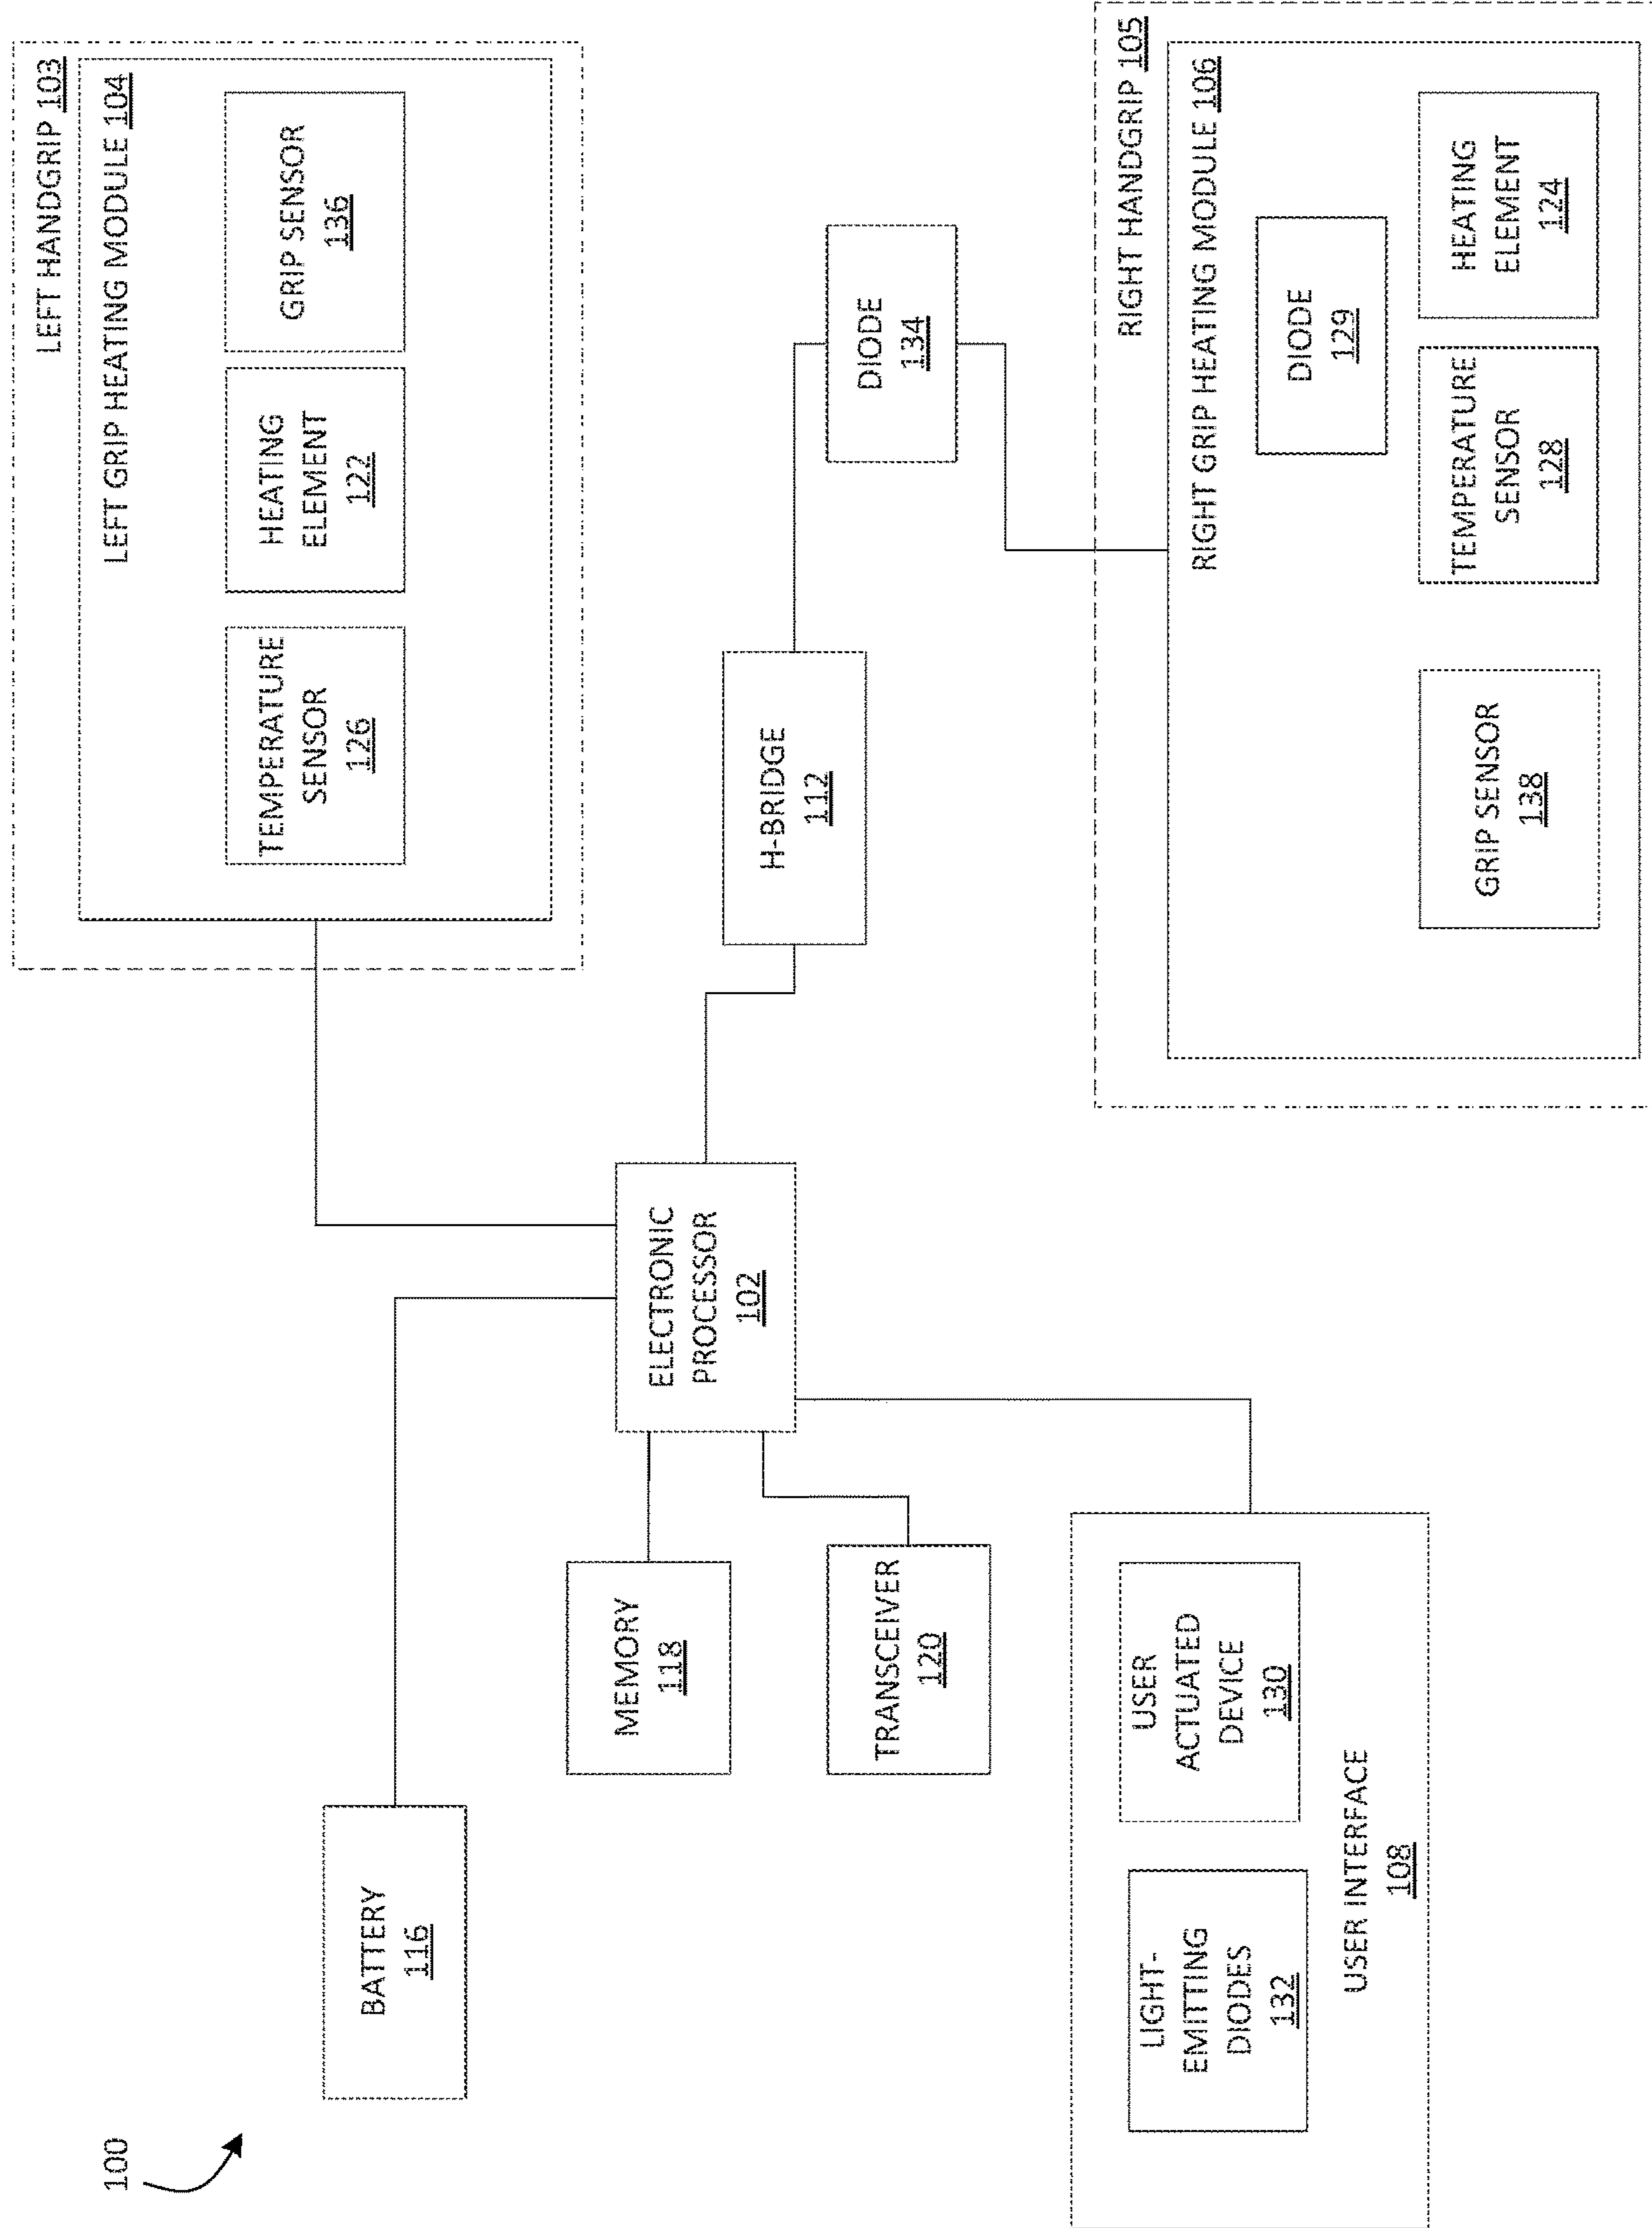 100
BATTERY
116
MEMORY
118
TRANSCEIVER
120
LIGHT-
EMITTING
DIODES
132
USER
ACTUATED
DEVICE
130
USER INTERFACE
108
ELECTRONIC
PROCESSOR
102
LEFT HANDGRIP 103
LEFT GRIP HEATING MODULE 104
TEMPERATURE
SENSOR
126
HEATING
ELEMENT
122
GRIP SENSOR
136
H-BRIDGE
112
DIODE
134
RIGHT HANDGRIP 105
RIGHT GRIP HEATING MODULE 106
DIODE
129
GRIP SENSOR
138
TEMPERATURE
SENSOR
128
HEATING
ELEMENT
124